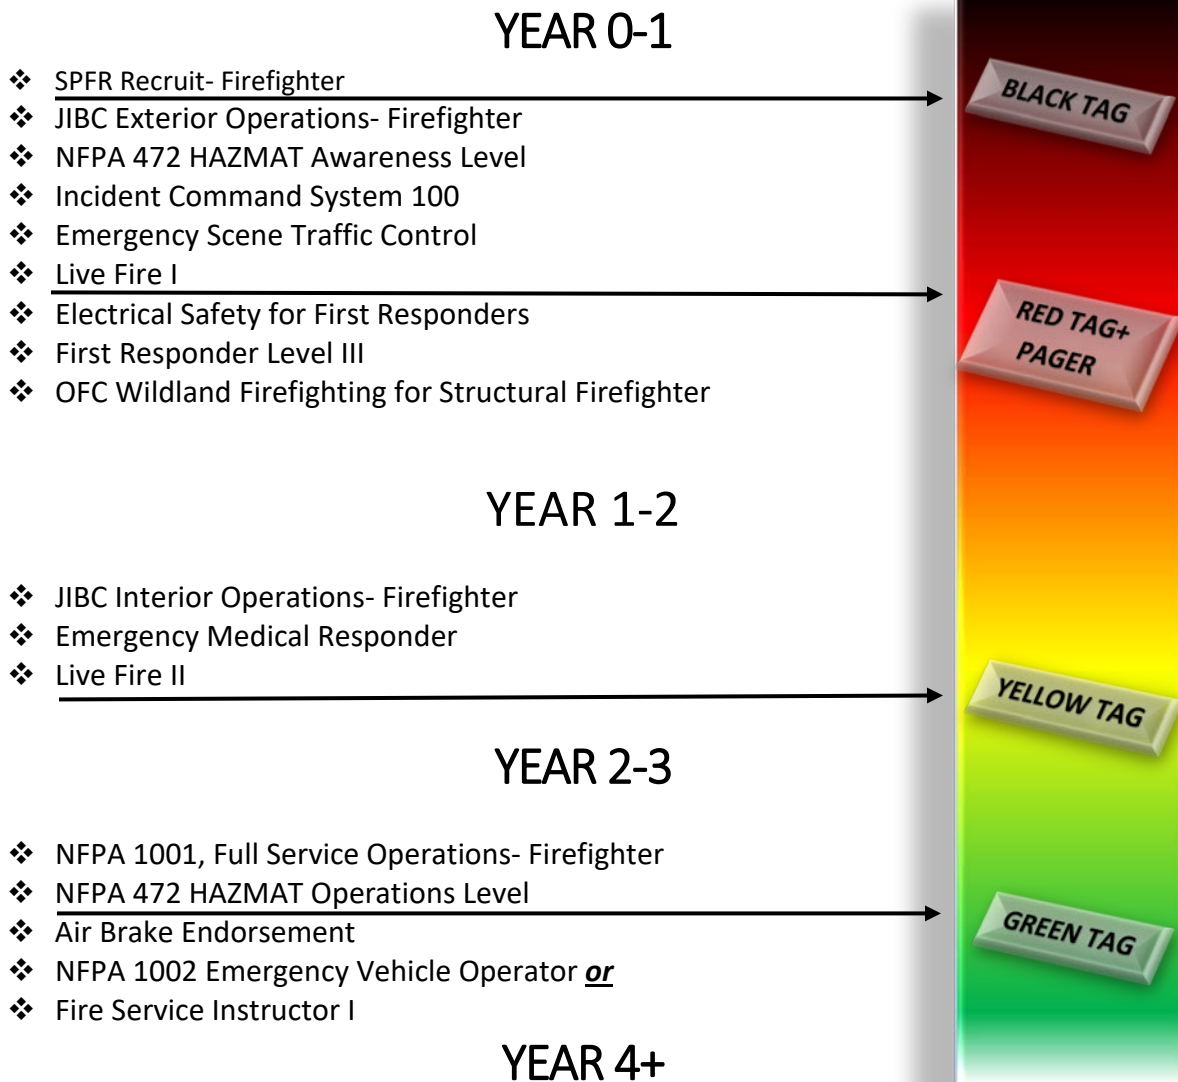 YEAR 0-1
❖ SPFR Recruit- Firefighter
BLACK TAG
❖ JIBC Exterior Operations- Firefighter
❖ NFPA 472 HAZMAT Awareness Level
❖ Incident Command System 100
❖ Emergency Scene Traffic Control
❖ Live Fire I
RED TAG+
PAGER
❖ Electrical Safety for First Responders
❖ First Responder Level III
❖ OFC Wildland Firefighting for Structural Firefighter
YEAR 1-2
❖ JIBC Interior Operations- Firefighter
❖ Emergency Medical Responder
❖ Live Fire II
YELLOW TAG
YEAR 2-3
❖ NFPA 1001, Full Service Operations- Firefighter
❖ NFPA 472 HAZMAT Operations Level
GREEN TAG
❖ Air Brake Endorsement
❖ NFPA 1002 Emergency Vehicle Operator or
❖ Fire Service Instructor I
YEAR 4+